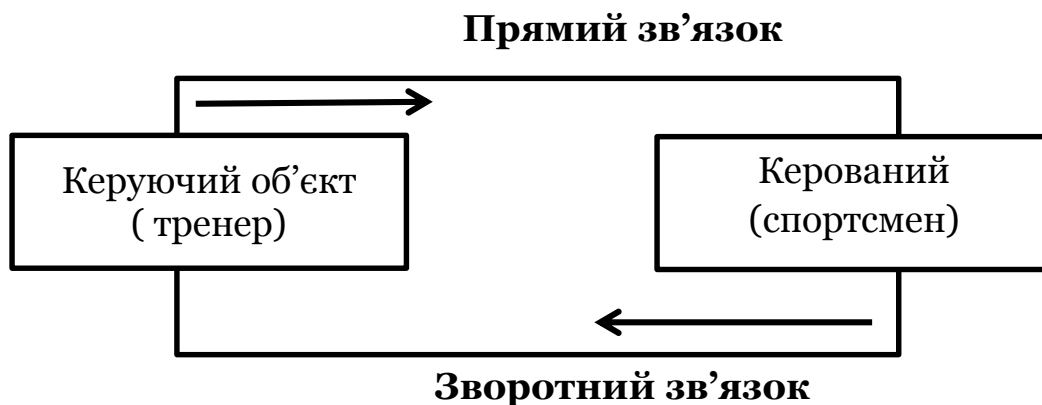 Прямий зв’язок
Керуючий об’єкт
( тренер)
Керований
(спортсмен)
Зворотний зв’язок